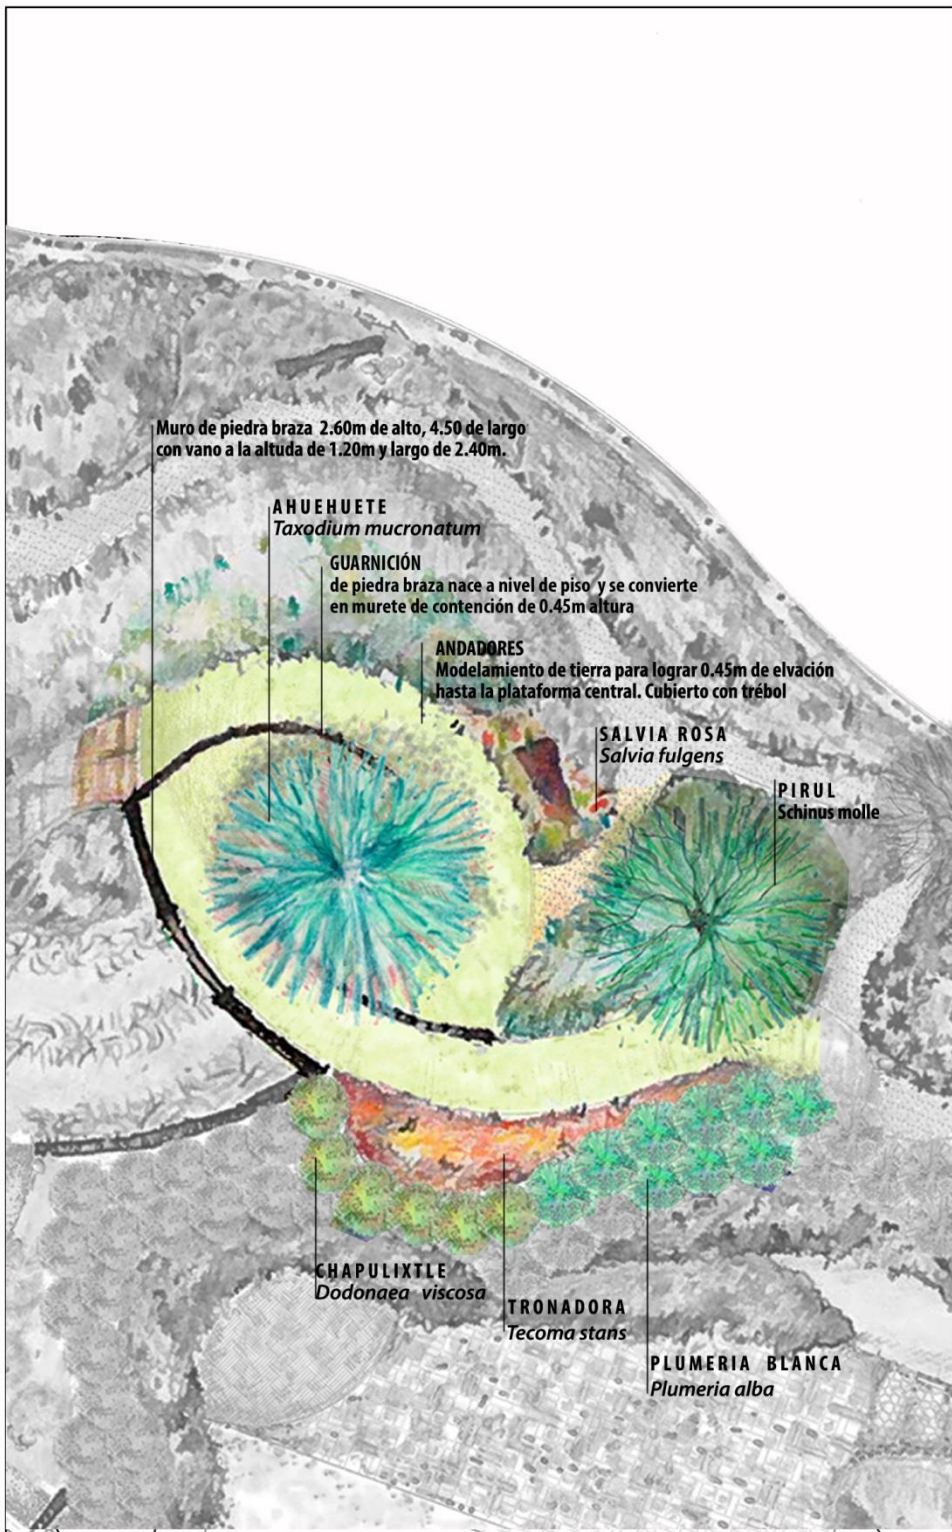 Muro de piedra braza 2.60m de alto, 4.50 de largo
con vano a la altuda de 1.20m y largo de 2.40m.
AHUEHUETE
Taxodium mucronatum
GUARNICIÓN
de piedra braza nace a nivel de piso y se convierte
en murete de contención de 0.45m altura
ANDADORES
Modelamiento de tierra para lograr 0.45m de elvación
hasta la plataforma central. Cubierto con trébol
SALVIA ROSA
Salvia fulgens
PIRUL
Schinus molle
CHAPULIXTLE
Dodonaea viscosa
TRONADORA
Tecoma stans
PLUMERIA BLANCA
Plumeria alba